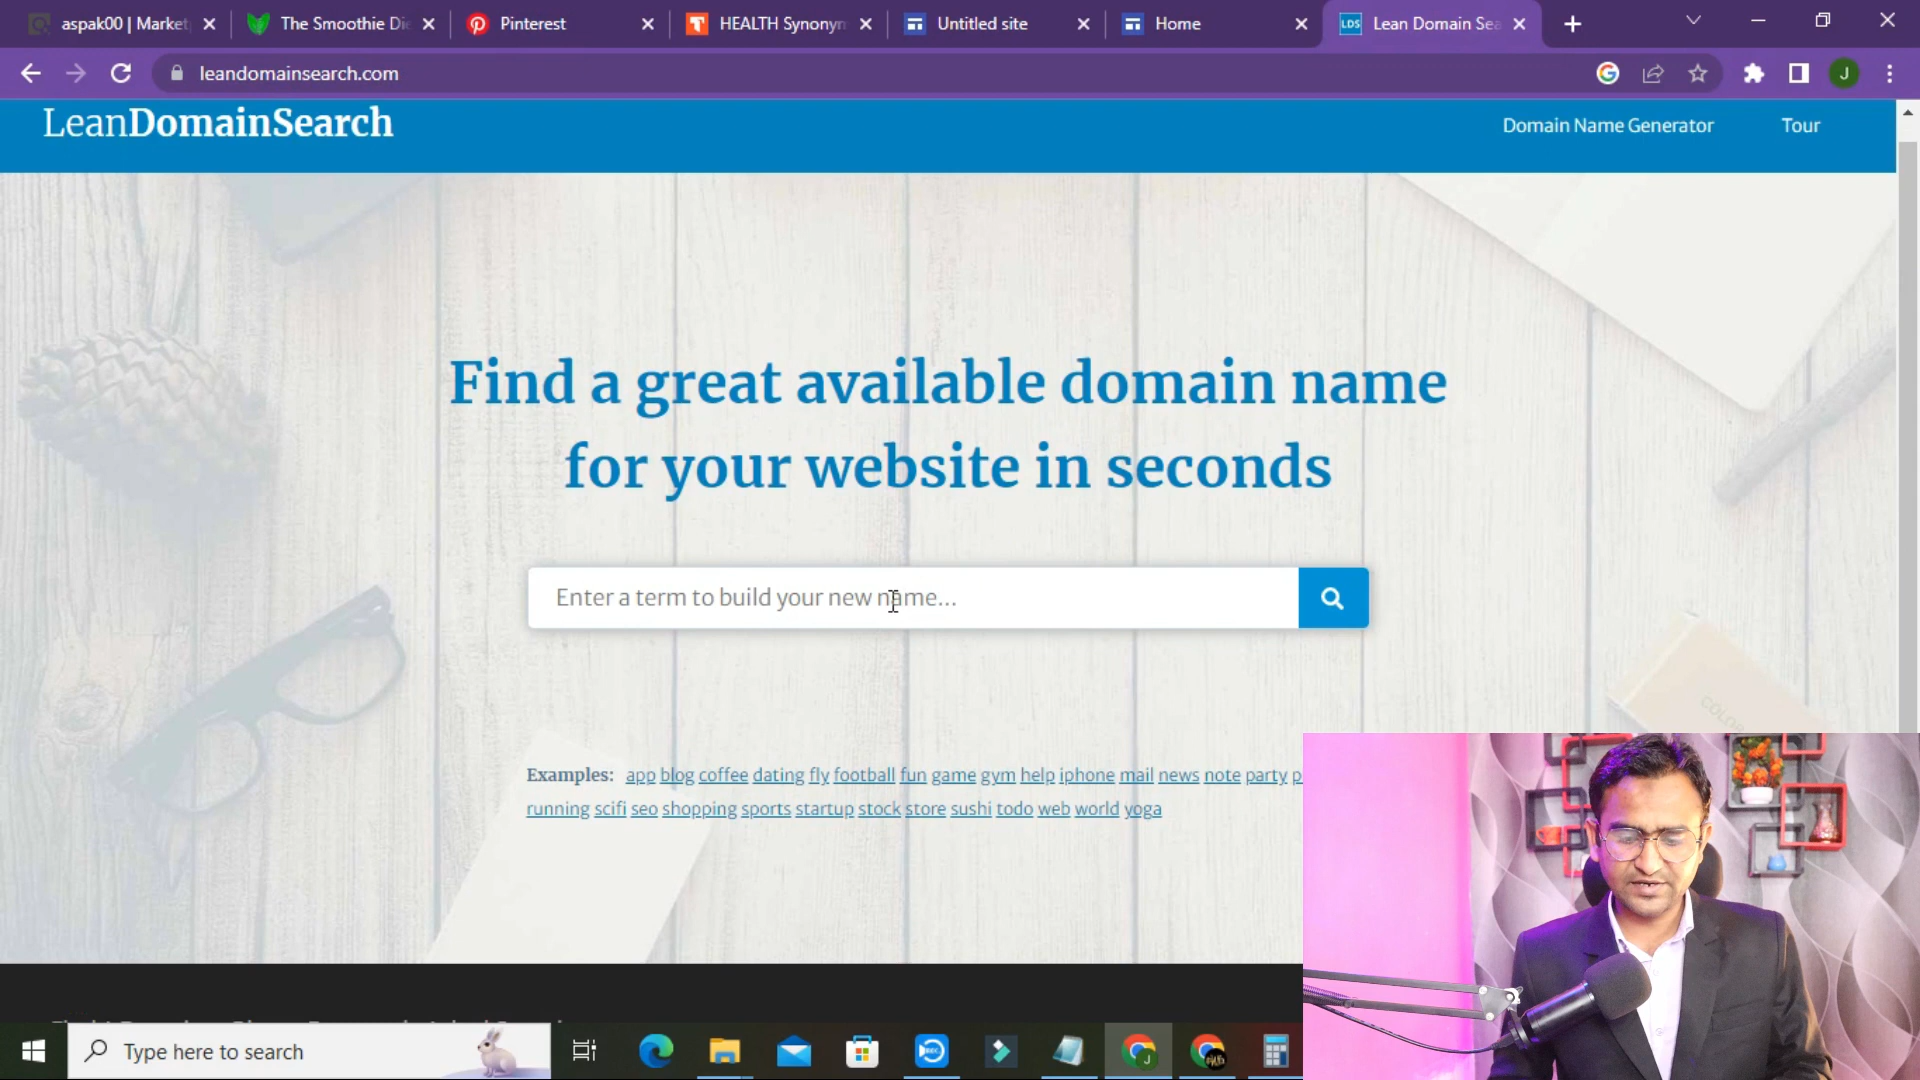 aspak00 | Market
The Smoothie Die
Pinterest
HEALTH Synonym
Untitled site
Home
LDS
Lean Domain Sea
leandomainsearch.com
J
LeanDomainSearch
Domain Name Generator
Tour
Find a great available domain name
for your website in seconds
Enter a term to build your new name...
Examples: app blog coffee dating fly football fun game gym help iphone mail news note party p
running scifi seo shopping sports startup stock store sushi todo web world yoga
Type here to search
REC
J